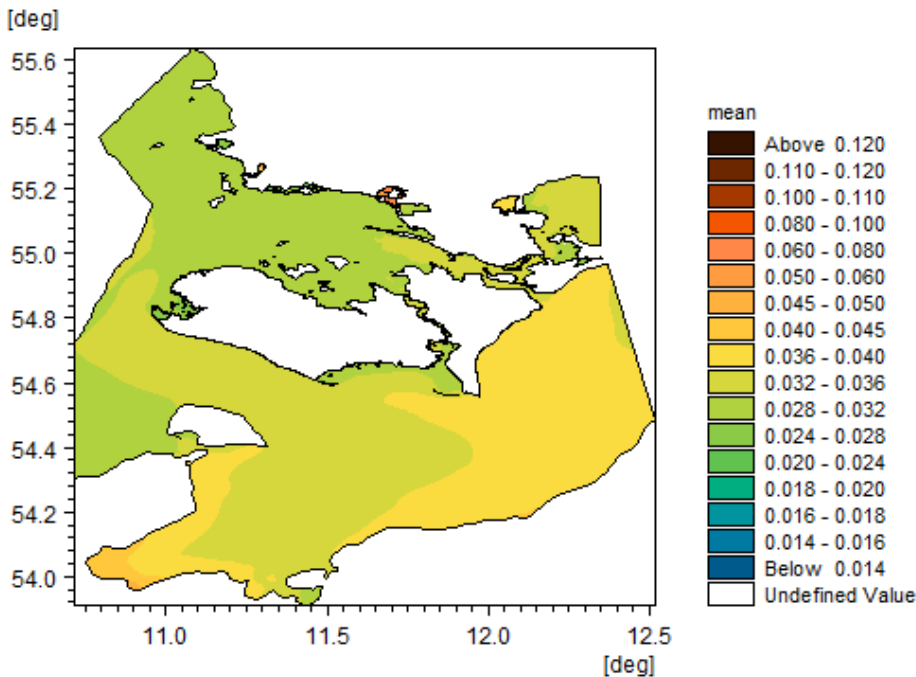 [deg]
55.6
55.4
55.2
55.0
54.8
54.6
54.4
54.2
54.0
11.0 11.5 12.0 12.5
[deg]
mean
Above 0.120
0.110 - 0.120
0.100 - 0.110
0.080 - 0.100
0.060 - 0.080
0.050 - 0.060
0.045 - 0.050
0.040 - 0.045
0.036 - 0.040
0.032 - 0.036
0.028 - 0.032
0.024 - 0.028
0.020 - 0.024
0.018 - 0.020
0.016 - 0.018
0.014 - 0.016
Below 0.014
Undefined Value